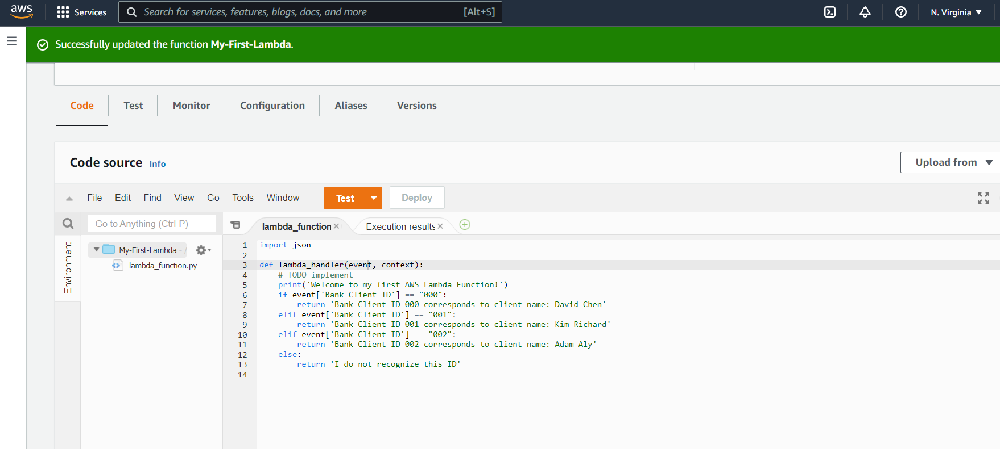 aws
Services
Search for services, features, blogs, docs, and more [Alt+S]
N. Virginia
Successfully updated the function My-First-Lambda.
Code Test Monitor Configuration Aliases Versions
Code source Info
Upload from
File Edit Find View Go Tools Window Test Deploy
Go to Anything (Ctrl-P)
lambda_function
Execution results
Environment
My-First-Lambda - /
lambda_function.py
1 import json
2
3 def lambda_handler(event, context):
4 # TODO implement
5 print('Welcome to my first AWS Lambda Function!')
6 if event['Bank Client ID'] == "000":
7 return 'Bank Client ID 000 corresponds to client name: David Chen'
8 elif event['Bank Client ID'] == "001":
9 return 'Bank Client ID 001 corresponds to client name: Kim Richard'
10 elif event['Bank Client ID'] == "002":
11 return 'Bank Client ID 002 corresponds to client name: Adam Aly'
12 else:
13 return 'I do not recognize this ID'
14